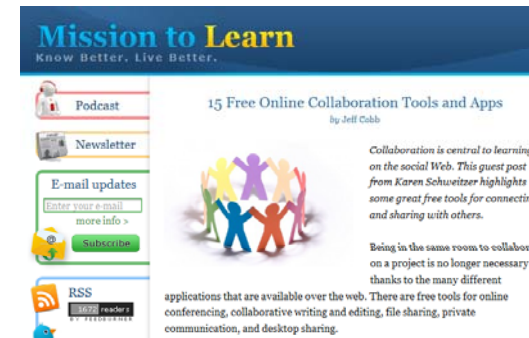 Mission to Learn
Know Better. Live Better.
Podcast
Newsletter
E-mail updates
Enter your e-mail
more info >
Subscribe
RSS
1672 readers
BY FEEDBURNER
15 Free Online Collaboration Tools and Apps
by Jeff Cobb
Collaboration is central to learning
on the social Web. This guest post
from Karen Schweitzer highlights
some great free tools for connectin
and sharing with others.
Being in the same room to collabor
on a project is no longer necessary
thanks to the many different
applications that are available over the web. There are free tools for online
conferencing, collaborative writing and editing, file sharing, private
communication, and desktop sharing.